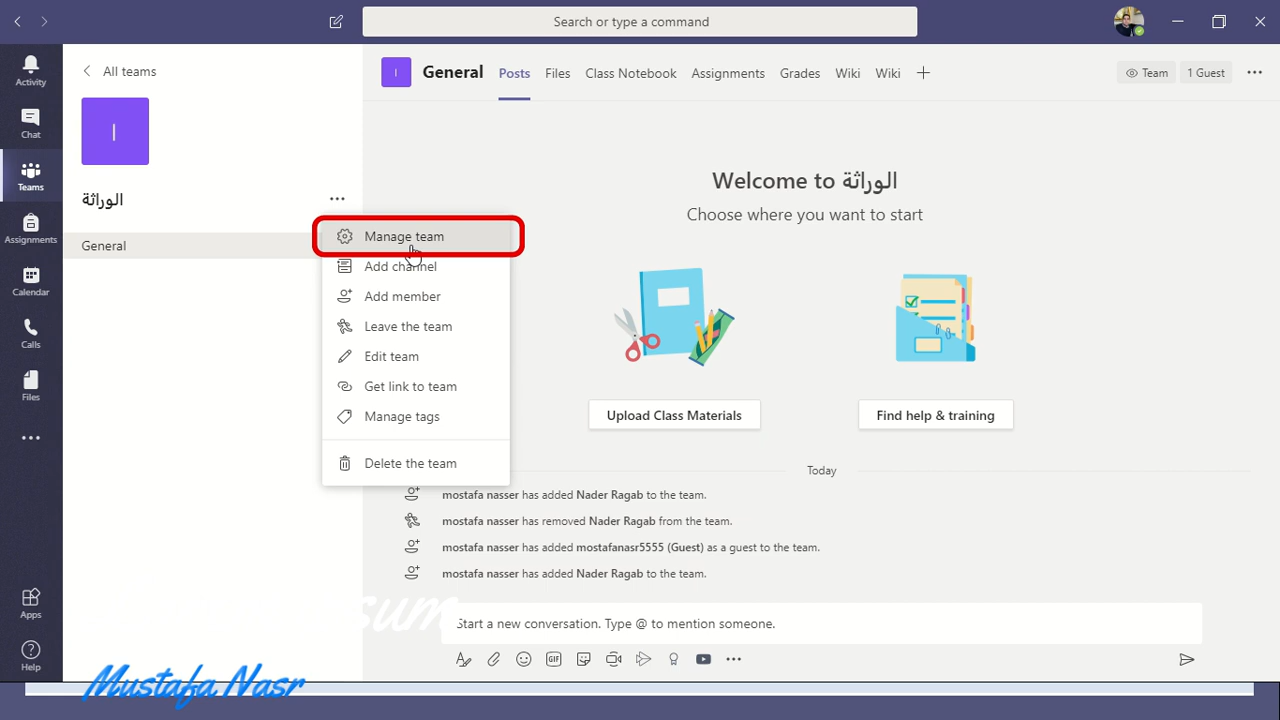 Search or type a command
Activity
Chat
Teams
Assignments
Calendar
Calls
Files
Apps
Help
All teams
I
الوراثة
General
Manage team
Add channel
Add member
Leave the team
Edit team
Get link to team
Manage tags
Delete the team
I
General Posts Files Class Notebook Assignments Grades Wiki Wiki
Team 1 Guest
Welcome to الوراثة
Choose where you want to start
Upload Class Materials
Find help & training
Today
mostafa nasser has added Nader Ragab to the team.
mostafa nasser has removed Nader Ragab from the team.
mostafa nasser has added mostafanasr5555 (Guest) as a guest to the team.
mostafa nasser has added Nader Ragab to the team.
Start a new conversation. Type @ to mention someone.
GIF
Mustafa Nasr